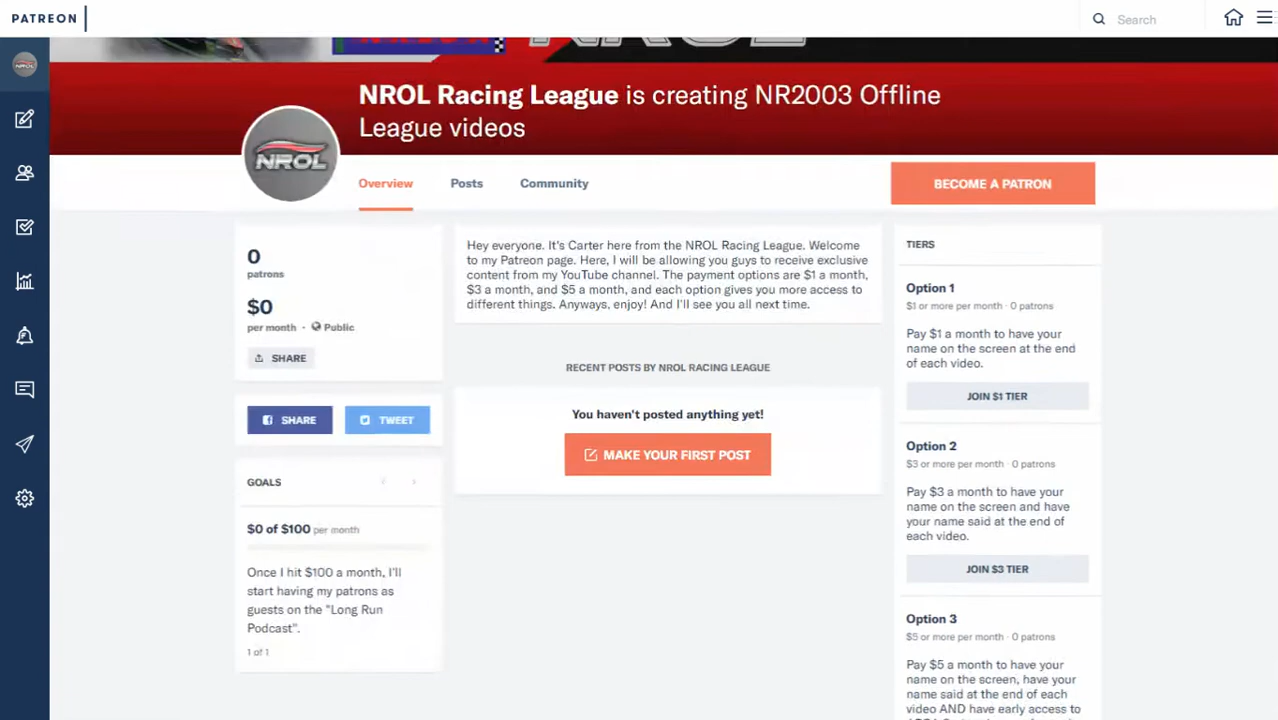 PATREON
Search
NROL
NROL Racing League is creating NR2003 Offline
League videos
NROL
Overview
Posts
Community
BECOME A PATRON
0
patrons
$0
per month · Public
SHARE
SHARE
TWEET
GOALS
$0 of $100 per month
Once I hit $100 a month, I'll
start having my patrons as
guests on the "Long Run
Podcast".
1 of 1
Hey everyone. It's Carter here from the NROL Racing League. Welcome
to my Patreon page. Here, I will be allowing you guys to receive exclusive
content from my YouTube channel. The payment options are $1 a month,
$3 a month, and $5 a month, and each option gives you more access to
different things. Anyways, enjoy! And I'll see you all next time.
RECENT POSTS BY NROL RACING LEAGUE
You haven't posted anything yet!
MAKE YOUR FIRST POST
TIERS
Option 1
$1 or more per month · 0 patrons
Pay $1 a month to have your
name on the screen at the end
of each video.
JOIN $1 TIER
Option 2
$3 or more per month · 0 patrons
Pay $3 a month to have your
name on the screen and have
your name said at the end of
each video.
JOIN $3 TIER
Option 3
$5 or more per month · 0 patrons
Pay $5 a month to have your
name on the screen, have your
name said at the end of each
video AND have early access to